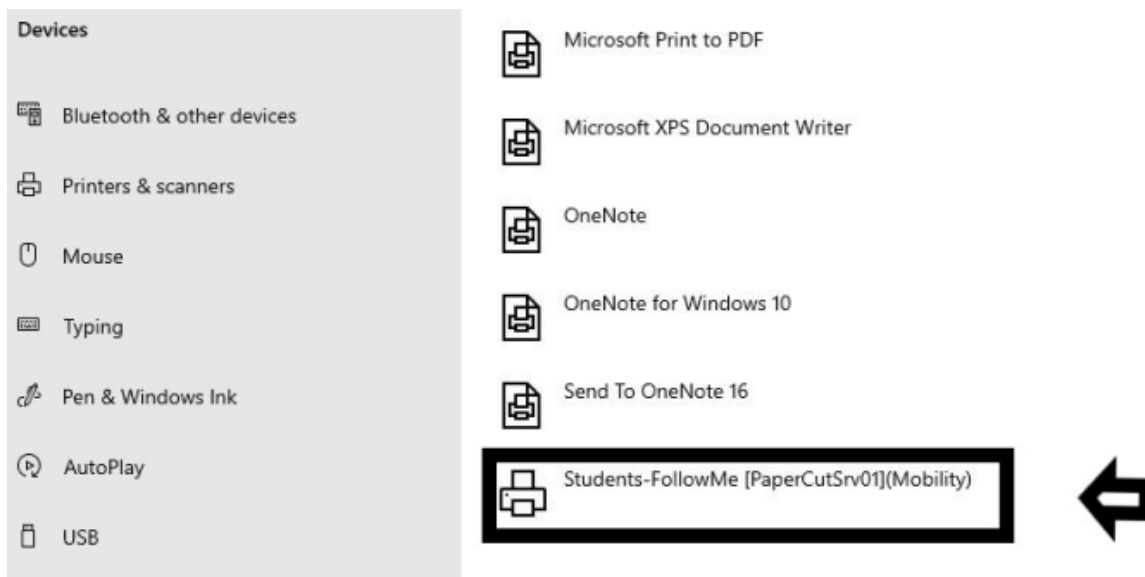 Devices
Bluetooth & other devices
Printers & scanners
Mouse
Typing
Pen & Windows Ink
AutoPlay
USB
Microsoft Print to PDF
Microsoft XPS Document Writer
OneNote
OneNote for Windows 10
Send To OneNote 16
Students-FollowMe [PaperCutSrv01](Mobility)